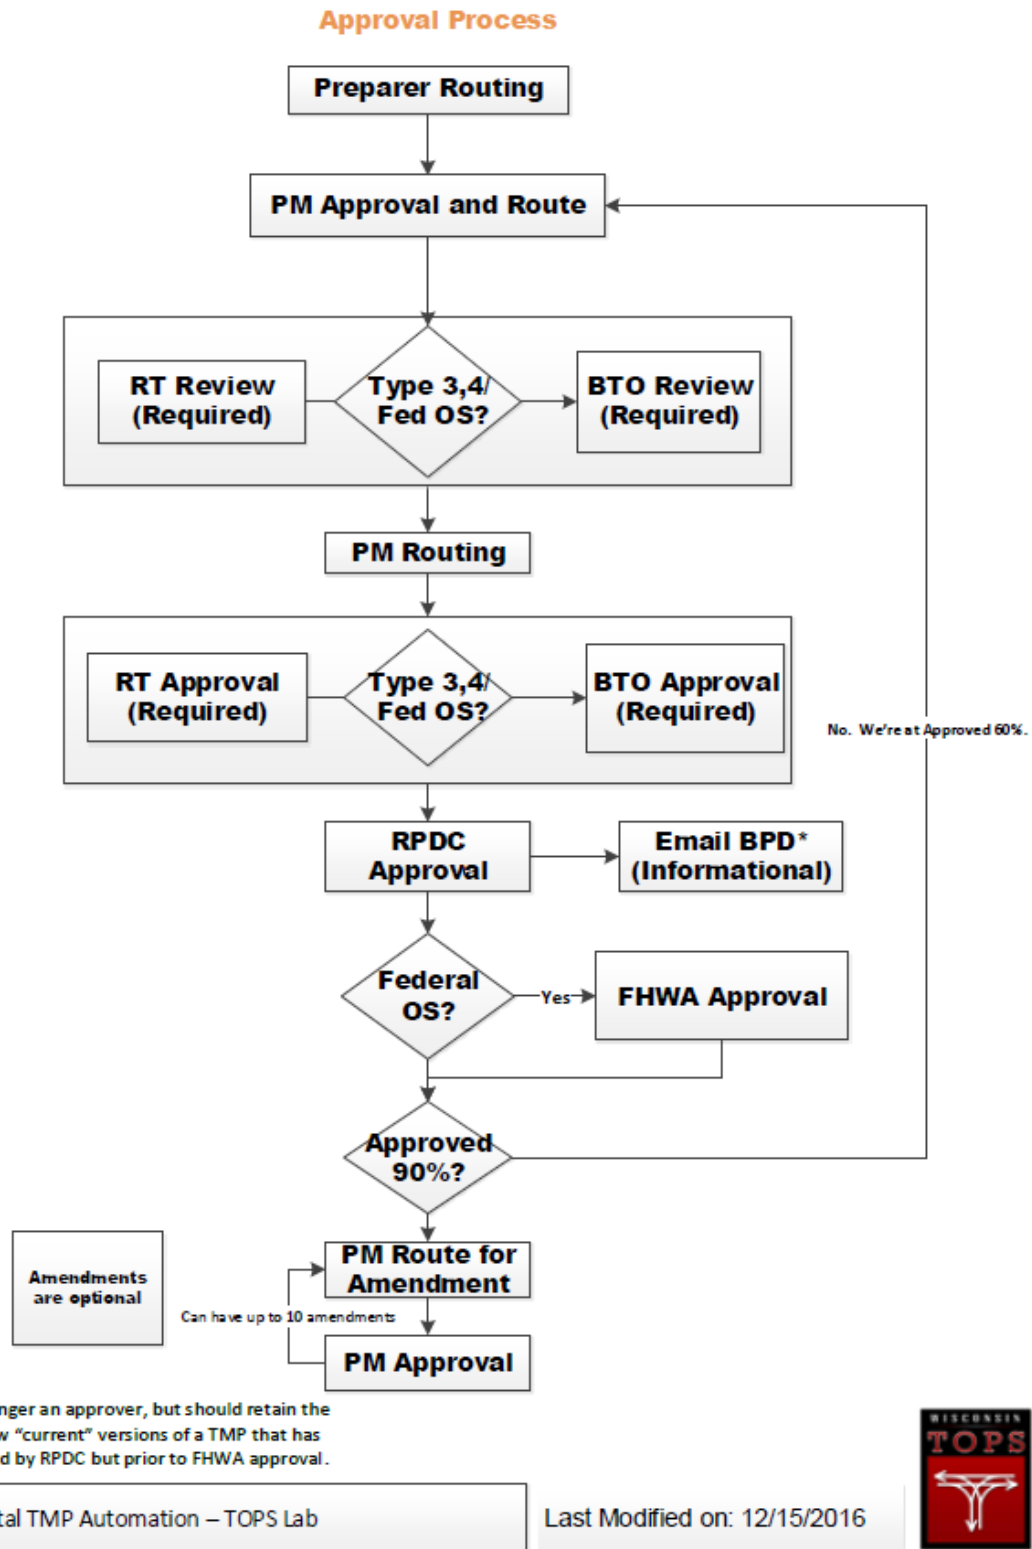 Approval Process
Preparer Routing
PM Approval and Route
RT Review
(Required)
Type 3,4/
Fed OS?
BTO Review
(Required)
PM Routing
RT Approval
(Required)
Type 3,4/
Fed OS?
BTO Approval
(Required)
No. We're at Approved 60%.
RPDC
Approval
Email BPD*
(Informational)
Federal
OS?
Yes
FHWA Approval
Approved
90%?
PM Route for
Amendment
Amendments
are optional
Can have up to 10 amendments
PM Approval
nger an approver, but should retain the
w “current” versions of a TMP that has
d by RPDC but prior to FHWA approval.
tal TMP Automation – TOPS Lab
Last Modified on: 12/15/2016
WISCONSIN
TOPS